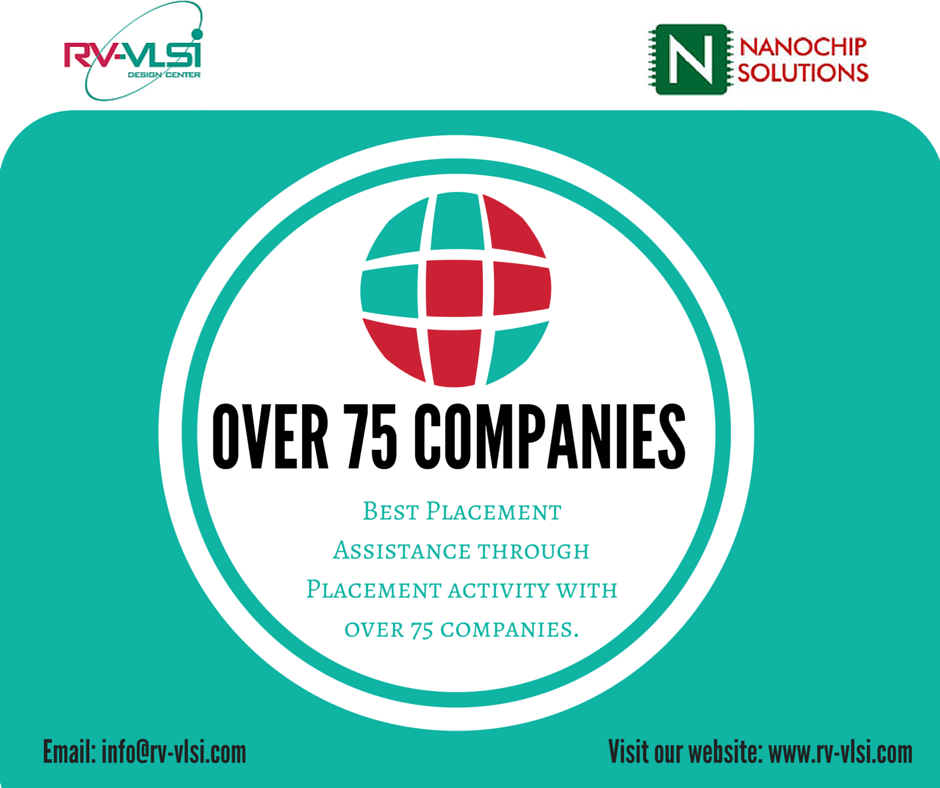 RV-VLSI
DESIGN CENTER
N NANOCHIP
SOLUTIONS
OVER 75 COMPANIES
Best Placement
Assistance through
Placement activity with
over 75 companies.
Email: info@rv-vlsi.com
Visit our website: www.rv-vlsi.com